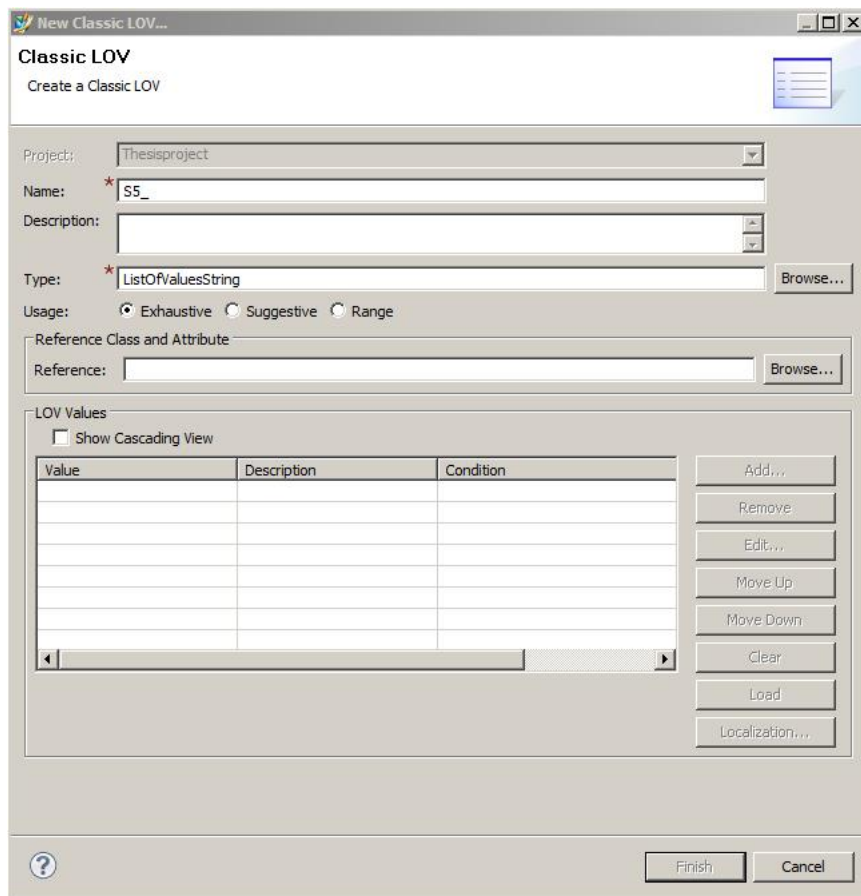 New Classic LOV...
Classic LOV
Create a Classic LOV
Project: Thesisproject
Name: * S5_
Description:
Type: * ListOfValuesString Browse...
Usage: Exhaustive Suggestive Range
Reference Class and Attribute
Reference: Browse...
LOV Values
Show Cascading View
Value Description Condition Add...
Remove
Edit...
Move Up
Move Down
Clear
Load
Localization...
? Finish Cancel